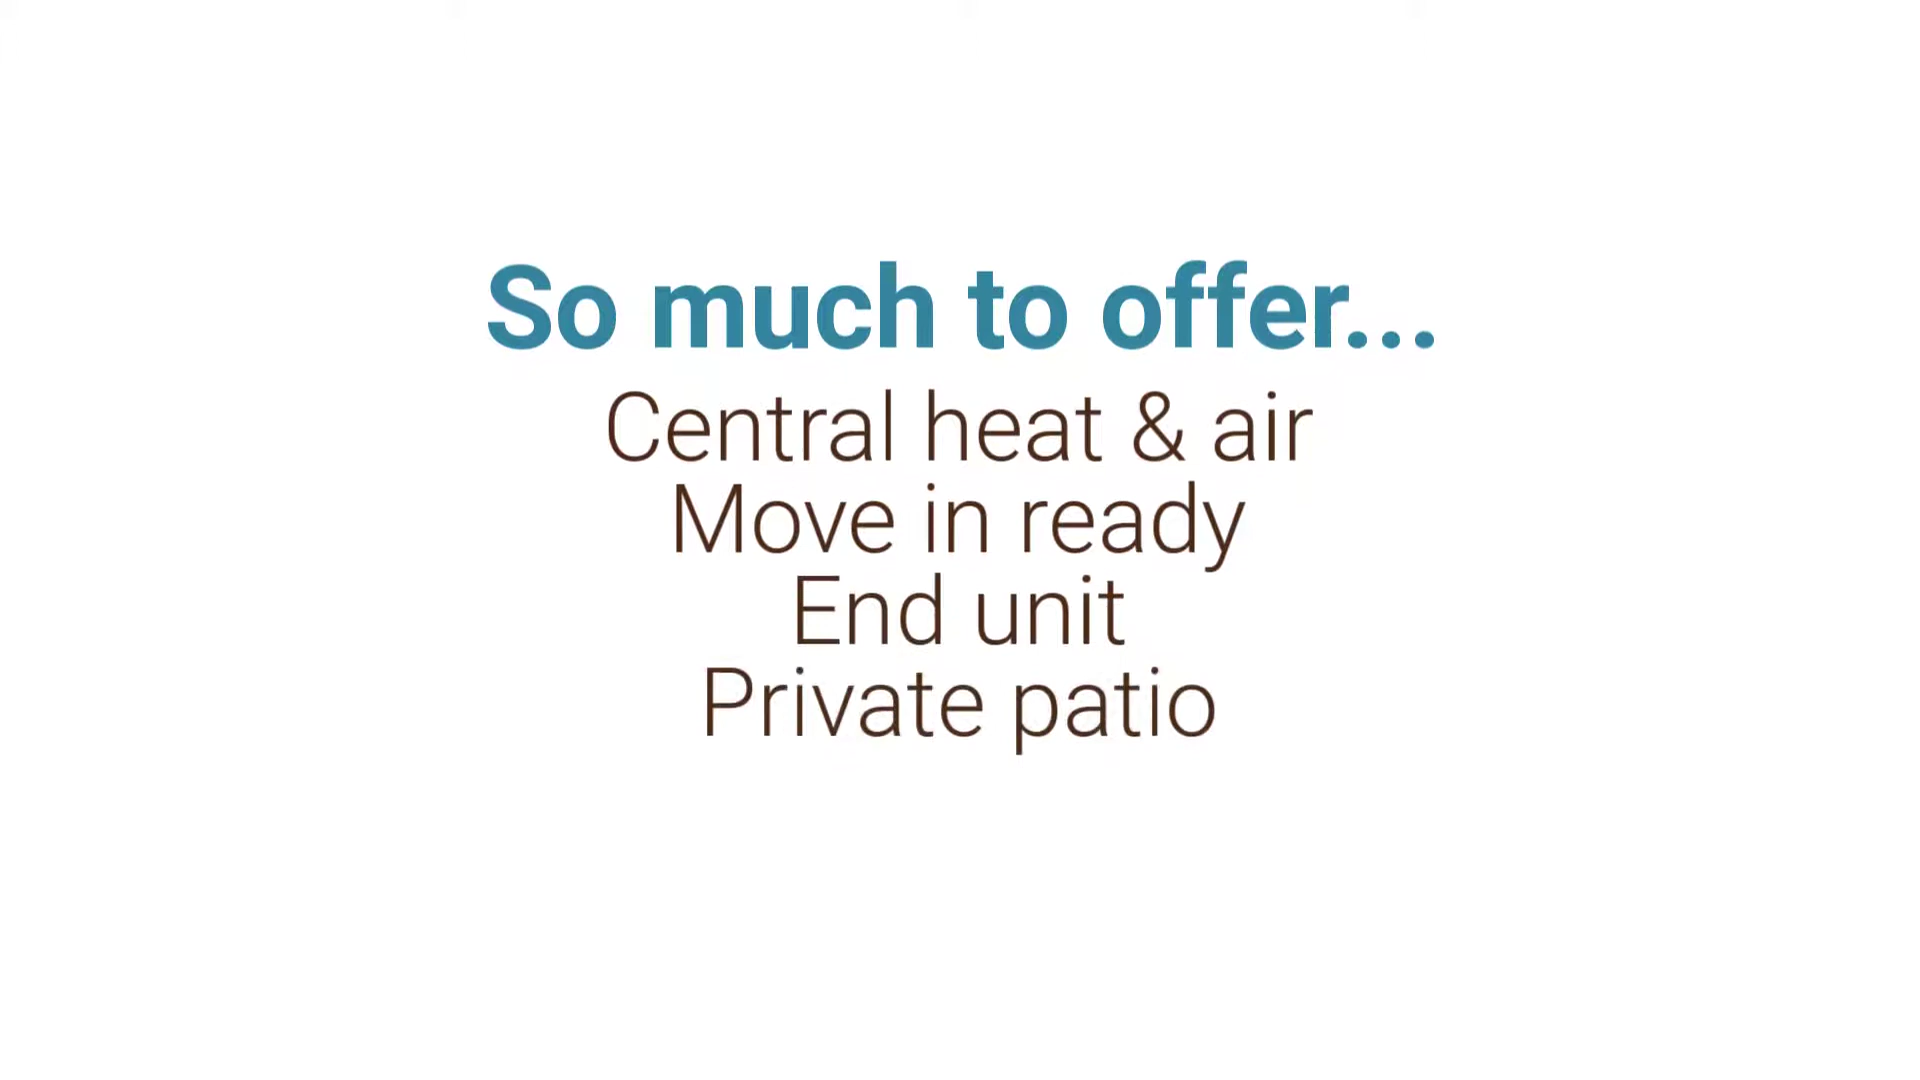 So much to offer...
Central heat & air
Move in ready
End unit
Private patio